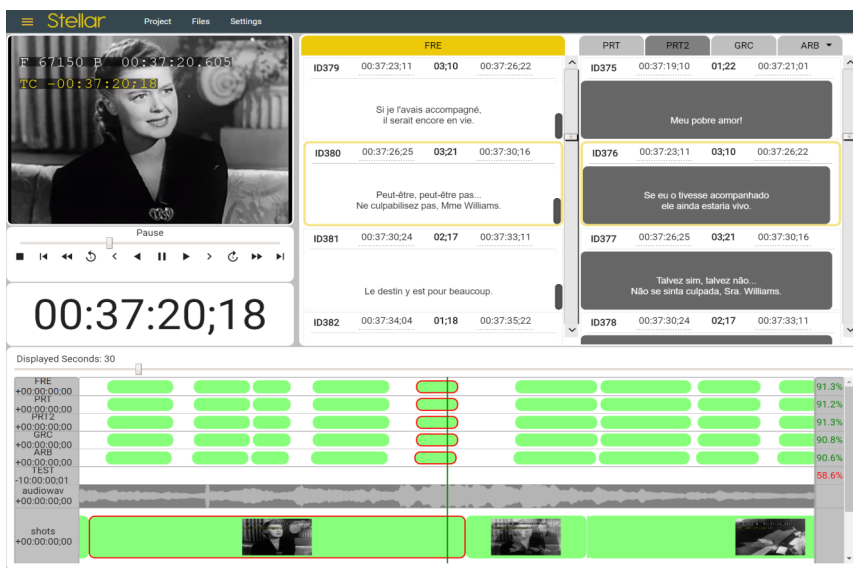 Stellar Project Files Settings
F 67150 B 00:37:20.605
TC -00:37:20:18
Pause
00:37:20;18
FRE
ID379 00:37:23;11 03;10 00:37:26;22
Si je l'avais accompagné,
il serait encore en vie.
ID380 00:37:26;25 03;21 00:37:30;16
Peut-être, peut-être pas...
Ne culpabilisez pas, Mme Williams.
ID381 00:37:30;24 02;17 00:37:33;11
Le destin y est pour beaucoup.
ID382 00:37:34;04 01;18 00:37:35;22
PRT PRT2 GRC ARB
ID375 00:37:19;10 01;22 00:37:21;01
Meu pobre amor!
ID376 00:37:23;11 03;10 00:37:26;22
Se eu o tivesse acompanhado
ele ainda estaria vivo.
ID377 00:37:26;25 03;21 00:37:30;16
Talvez sim, talvez não...
Não se sinta culpada, Sra. Williams.
ID378 00:37:30;24 02;17 00:37:33;11
Displayed Seconds: 30
FRE 91.3%
+00:00:00;00
PRT 91.2%
+00:00:00;00
PRT2 91.3%
+00:00:00;00
GRC 90.8%
+00:00:00;00
ARB 90.6%
+00:00:00;00
TEST 58.6%
-10:00:00;01
audiowav
+00:00:00;00
shots
+00:00:00;00